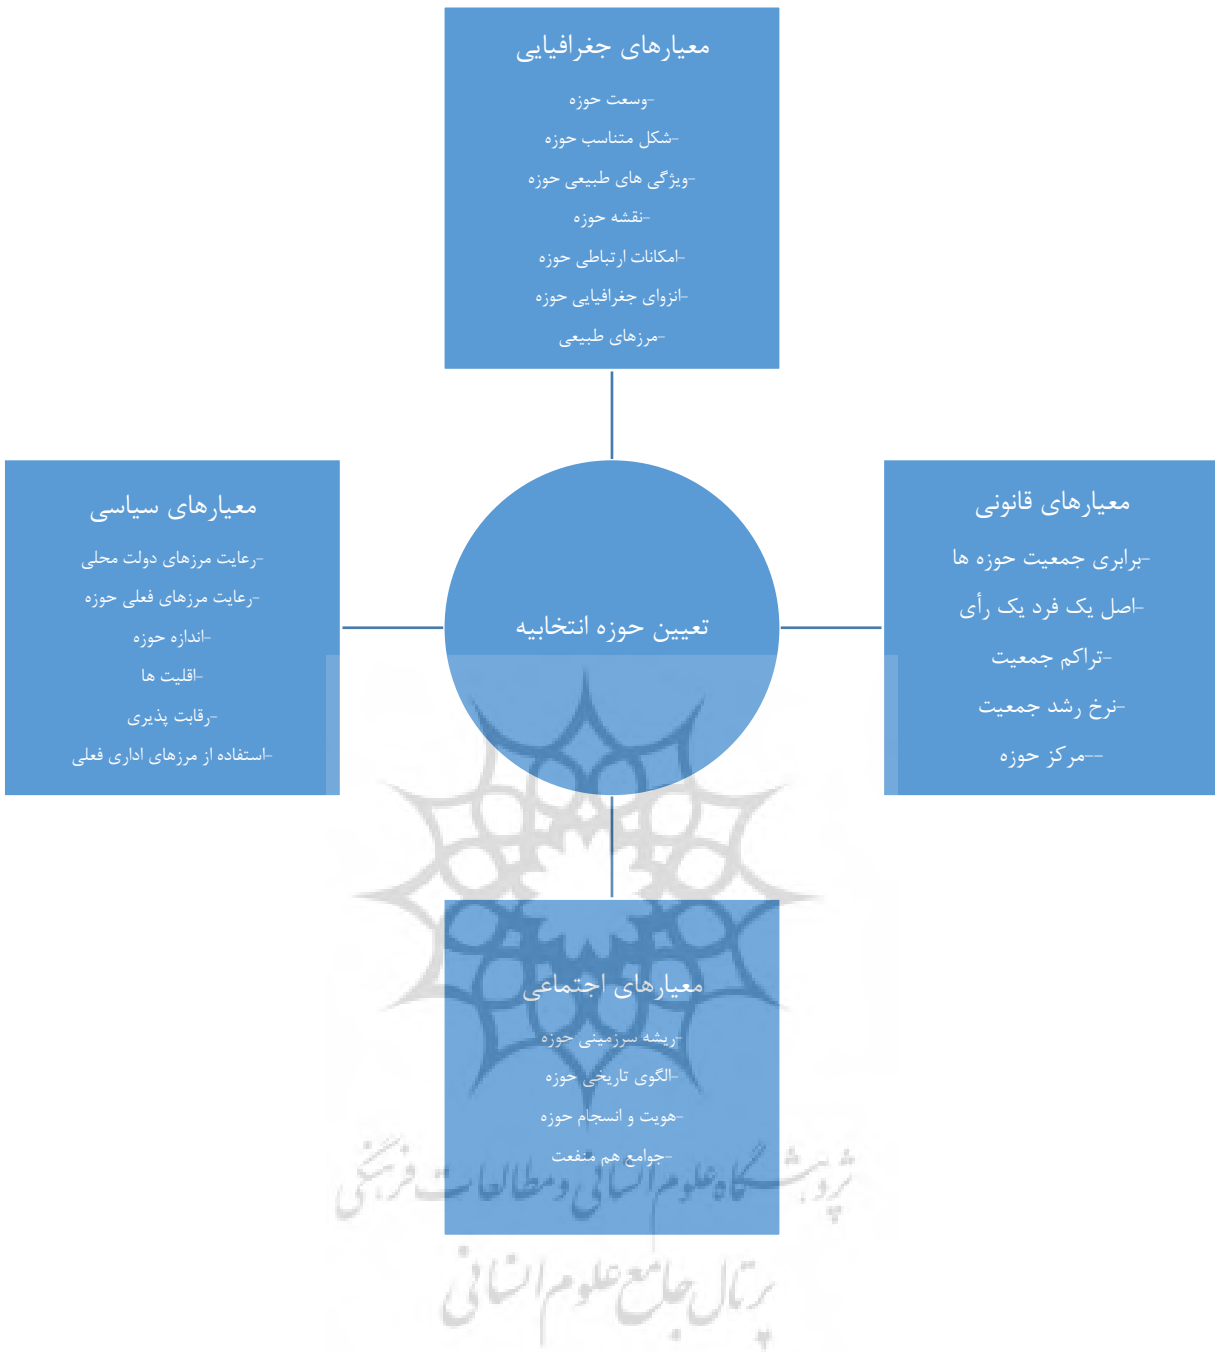 معیارهای جغرافیایی
-وسعت حوزه
-شکل متناسب حوزه
-ویژگی های طبیعی حوزه
-نقشه حوزه
-امکانات ارتباطی حوزه
-انزوای جغرافیایی حوزه
-مرزهای طبیعی
معیارهای قانونی
-برابری جمعیت حوزه ها
-اصل یک فرد یک رأی
-تراکم جمعیت
-نرخ رشد جمعیت
--مرکز حوزه
تعیین حوزه انتخابیه
معیارهای سیاسی
-رعایت مرزهای دولت محلی
-رعایت مرزهای فعلی حوزه
-اندازه حوزه
-اقلیت ها
-رقابت پذیری
-استفاده از مرزهای اداری فعلی
معیارهای اجتماعی
-ریشه سرزمینی حوزه
-الگوی تاریخی حوزه
-هویت و انسجام حوزه
-جوامع هم منفعت
پژوهشگاه علوم انسانی و مطالعات فرهنگی
پرتال جامع علوم انسانی